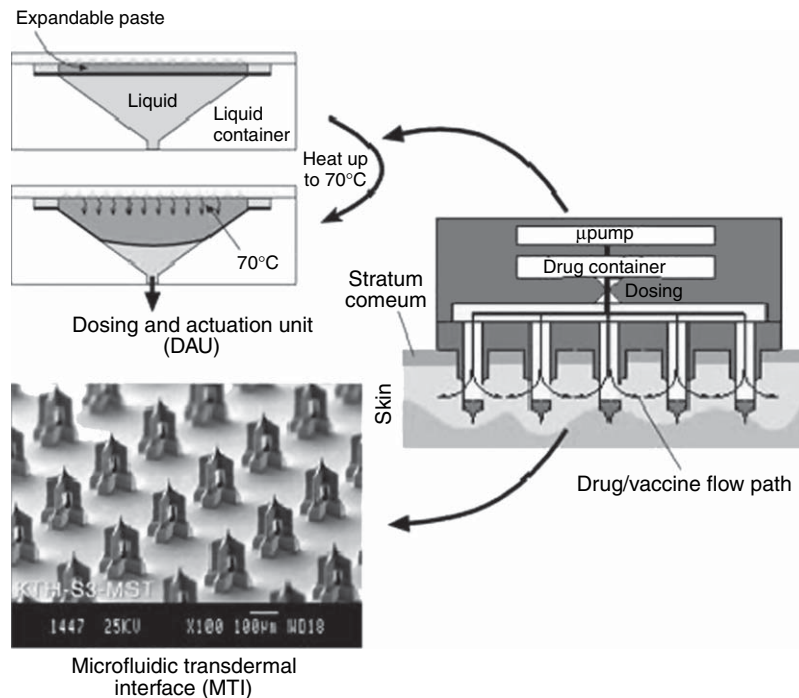 Expandable paste
Liquid
Liquid
container
Heat up
to 70°C
70°C
Dosing and actuation unit
(DAU)
µpump
Drug container
Dosing
Stratum
comeum
Skin
Drug/vaccine flow path
KTH-S3-MST
1447 25KV X100 100µm WD18
Microfluidic transdermal
interface (MTI)